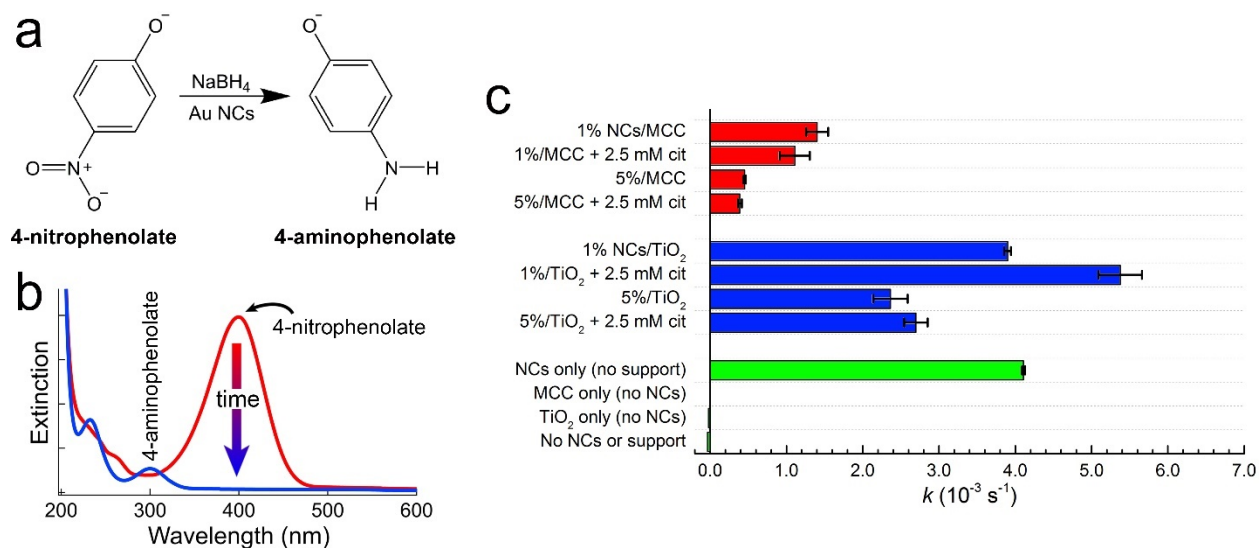 a
O⁻
NaBH₄
Au NCs
O⁻
O
N⁺
O⁻
N
H
H
4-nitrophenolate
4-aminophenolate
b
Extinction
4-aminophenolate
4-nitrophenolate
time
200
300
400
500
600
Wavelength (nm)
c
1% NCs/MCC
1%/MCC + 2.5 mM cit
5%/MCC
5%/MCC + 2.5 mM cit
1% NCs/TiO₂
1%/TiO₂ + 2.5 mM cit
5%/TiO₂
5%/TiO₂ + 2.5 mM cit
NCs only (no support)
MCC only (no NCs)
TiO₂ only (no NCs)
No NCs or support
0.0
1.0
2.0
3.0
4.0
5.0
6.0
7.0
k (10⁻³ s⁻¹)